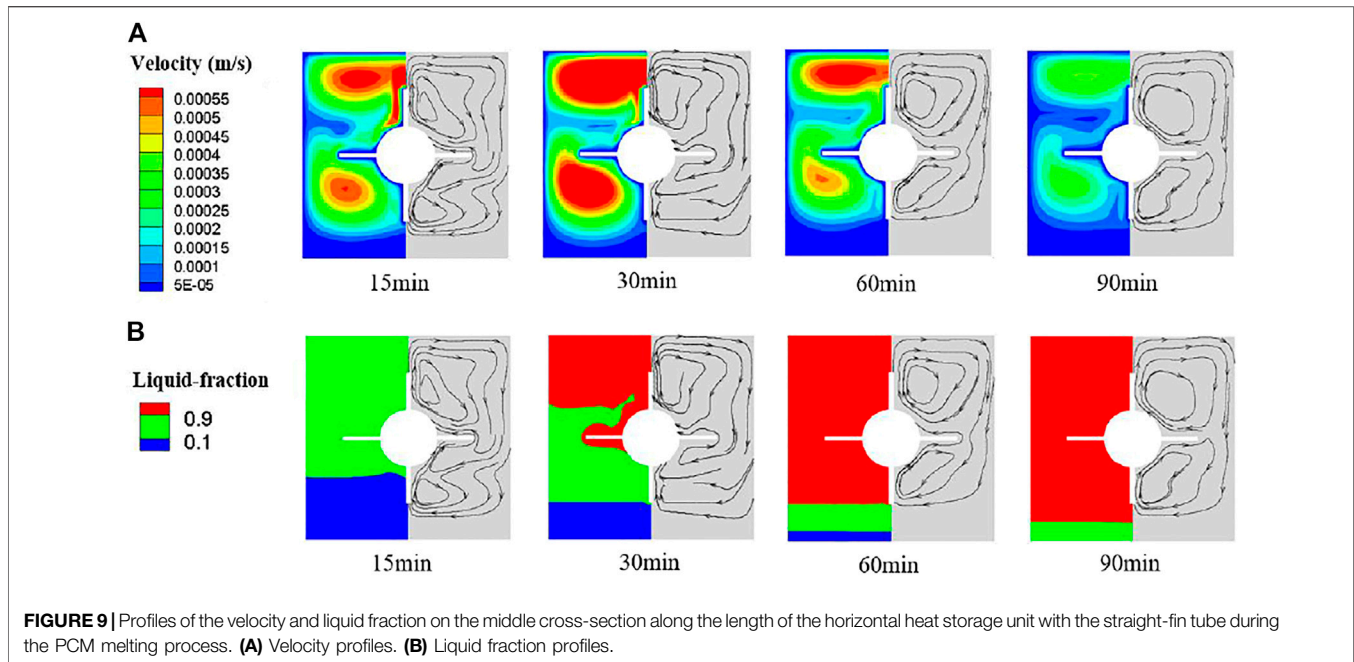 A
Velocity (m/s)
0.00055
0.0005
0.00045
0.0004
0.0003
0.00025
0.0002
0.00015
0.0001
5E-05
15min
30min
60min
90min
B
Liquid-fraction
0.9
0.1
15min
30min
60min
90min
FIGURE 9 | Profiles of the velocity and liquid fraction on the middle cross-section along the length of the horizontal heat storage unit with the straight-fin tube during
the PCM melting process. (A) Velocity profiles. (B) Liquid fraction profiles.